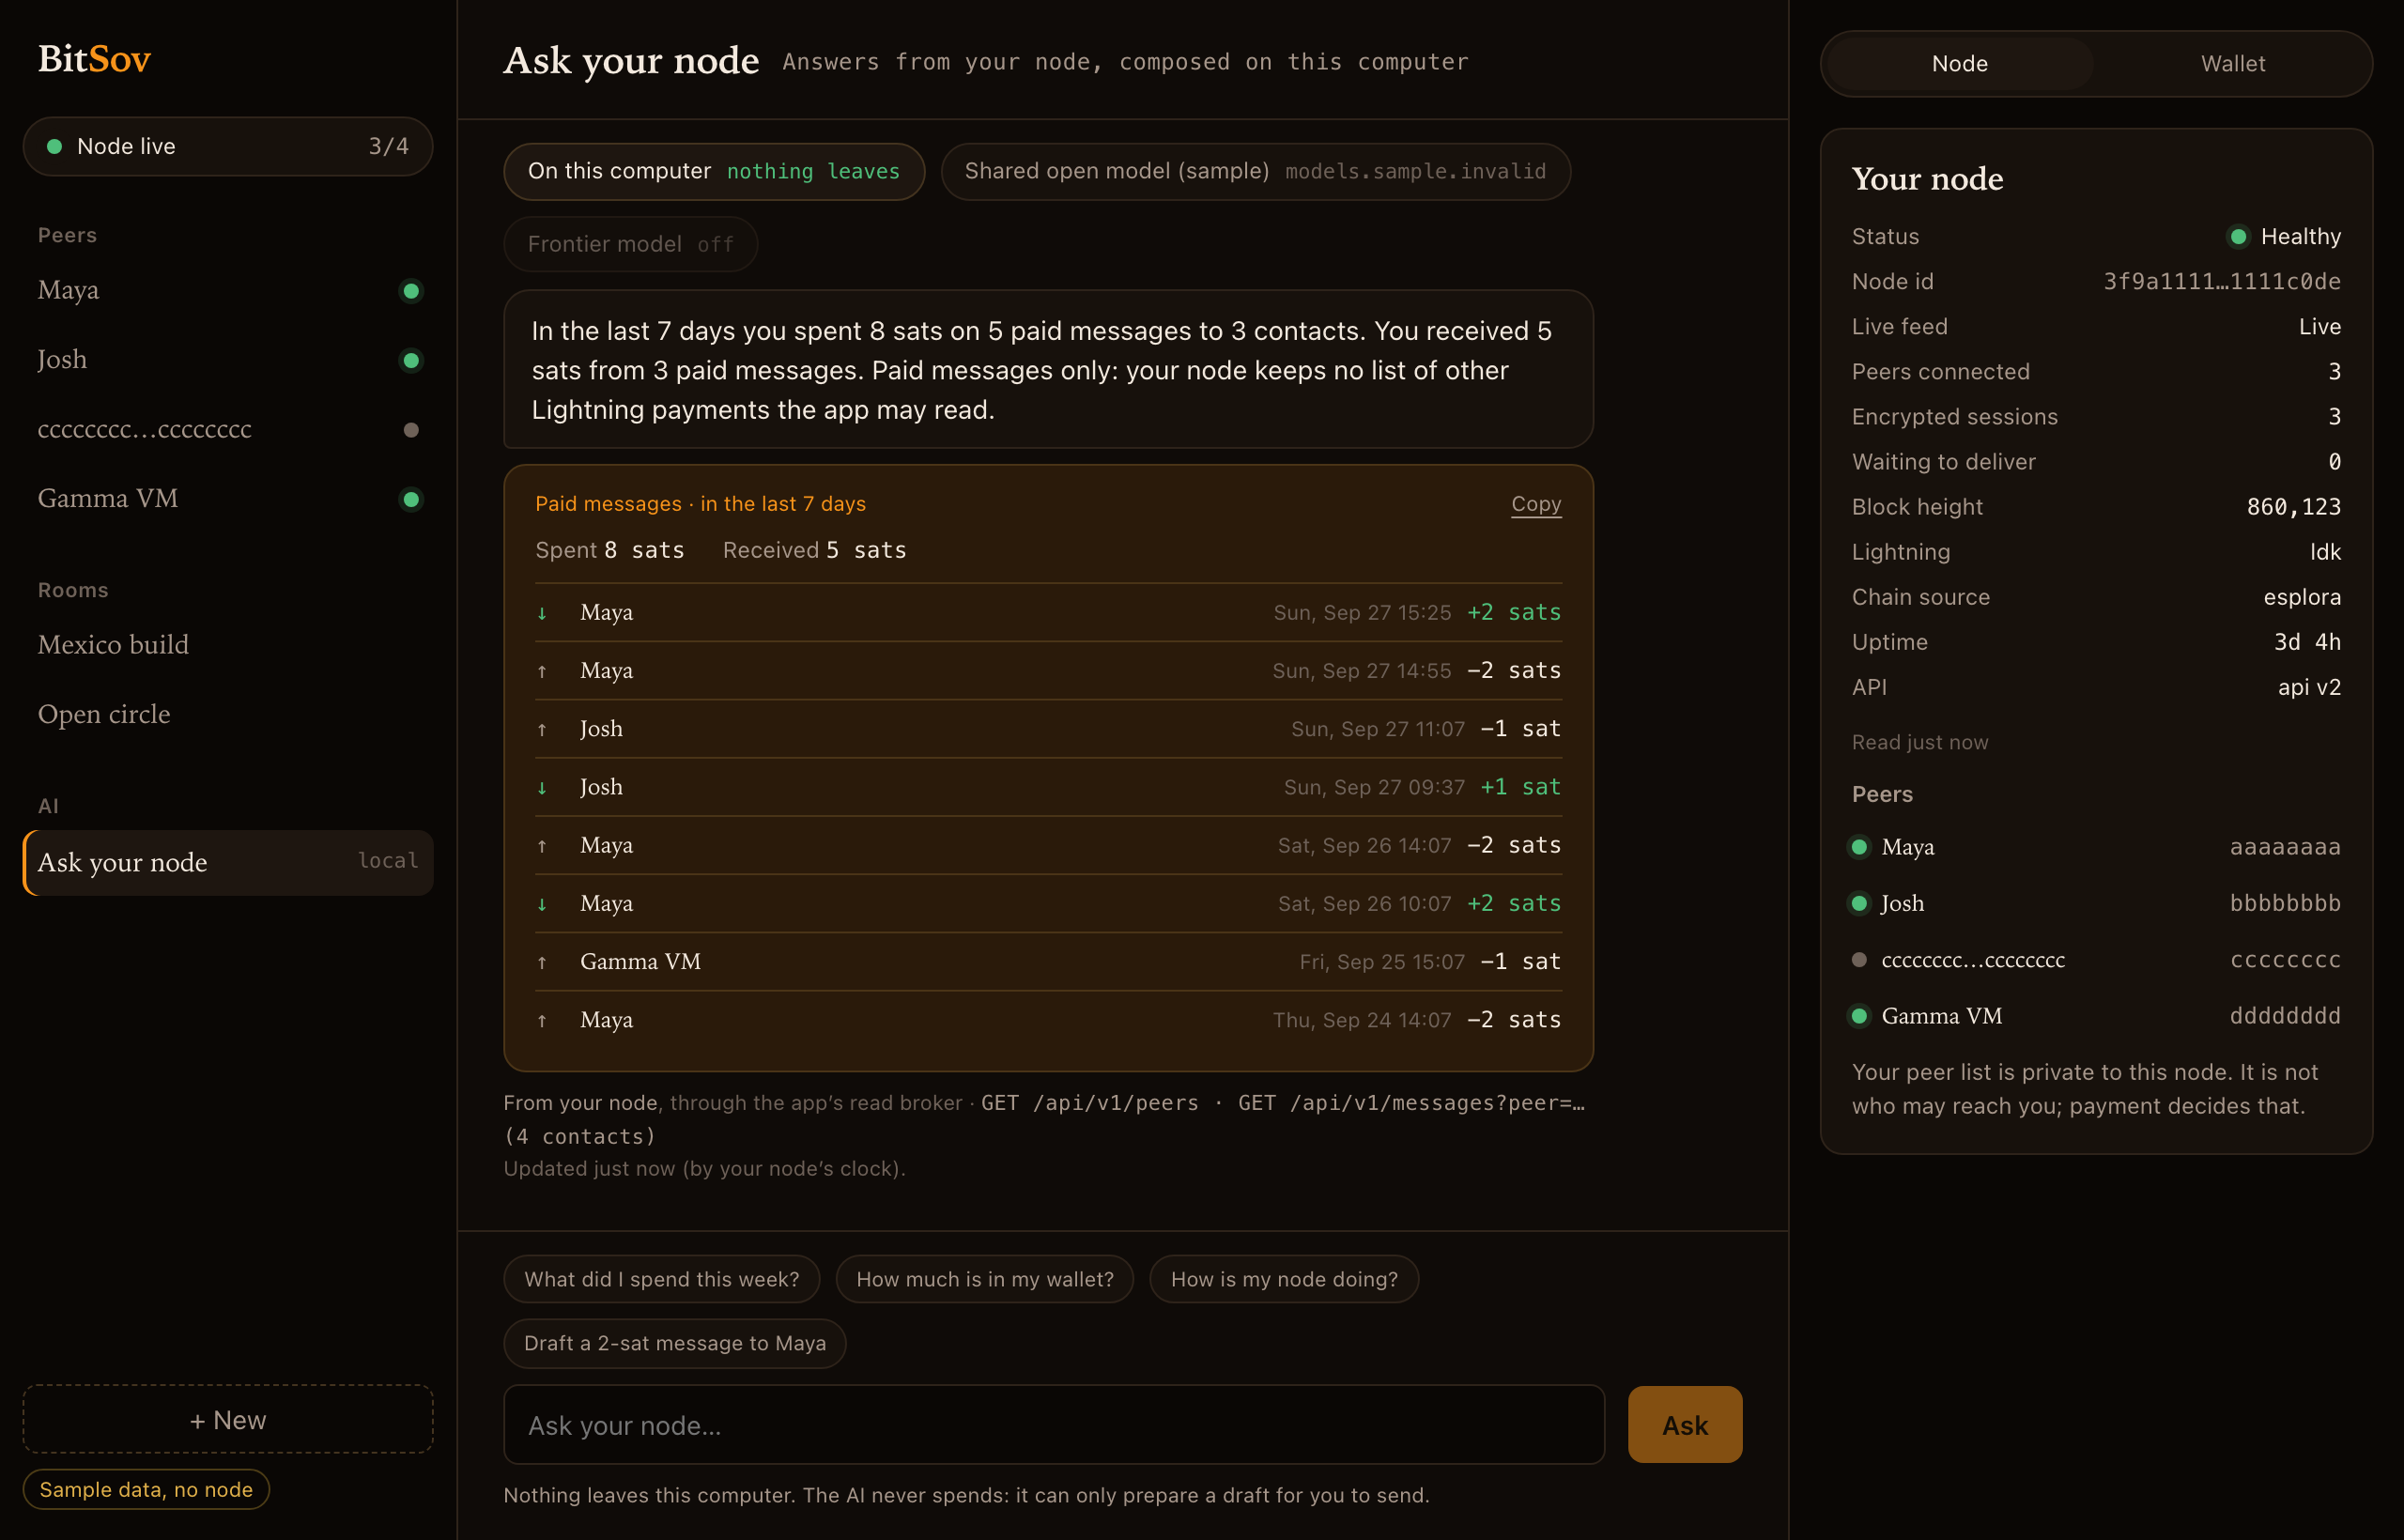 BitSov
Node live 3/4
Peers
Maya
Josh
cccccccc…cccccccc
Gamma VM
Rooms
Mexico build
Open circle
AI
Ask your node local
+ New
Sample data, no node
Ask your node Answers from your node, composed on this computer
On this computer nothing leaves
Shared open model (sample) models.sample.invalid
Frontier model off
In the last 7 days you spent 8 sats on 5 paid messages to 3 contacts. You received 5
sats from 3 paid messages. Paid messages only: your node keeps no list of other
Lightning payments the app may read.
Paid messages · in the last 7 days Copy
Spent 8 sats Received 5 sats
↓ Maya Sun, Sep 27 15:25 +2 sats
↑ Maya Sun, Sep 27 14:55 −2 sats
↑ Josh Sun, Sep 27 11:07 −1 sat
↓ Josh Sun, Sep 27 09:37 +1 sat
↑ Maya Sat, Sep 26 14:07 −2 sats
↓ Maya Sat, Sep 26 10:07 +2 sats
↑ Gamma VM Fri, Sep 25 15:07 −1 sat
↑ Maya Thu, Sep 24 14:07 −2 sats
From your node, through the app’s read broker · GET /api/v1/peers · GET /api/v1/messages?peer=…
(4 contacts)
Updated just now (by your node’s clock).
What did I spend this week?
How much is in my wallet?
How is my node doing?
Draft a 2-sat message to Maya
Ask your node…
Ask
Nothing leaves this computer. The AI never spends: it can only prepare a draft for you to send.
Node Wallet
Your node
Status Healthy
Node id 3f9a1111…1111c0de
Live feed Live
Peers connected 3
Encrypted sessions 3
Waiting to deliver 0
Block height 860,123
Lightning ldk
Chain source esplora
Uptime 3d 4h
API api v2
Read just now
Peers
Maya aaaaaaaa
Josh bbbbbbbb
cccccccc…cccccccc cccccccc
Gamma VM dddddddd
Your peer list is private to this node. It is not
who may reach you; payment decides that.